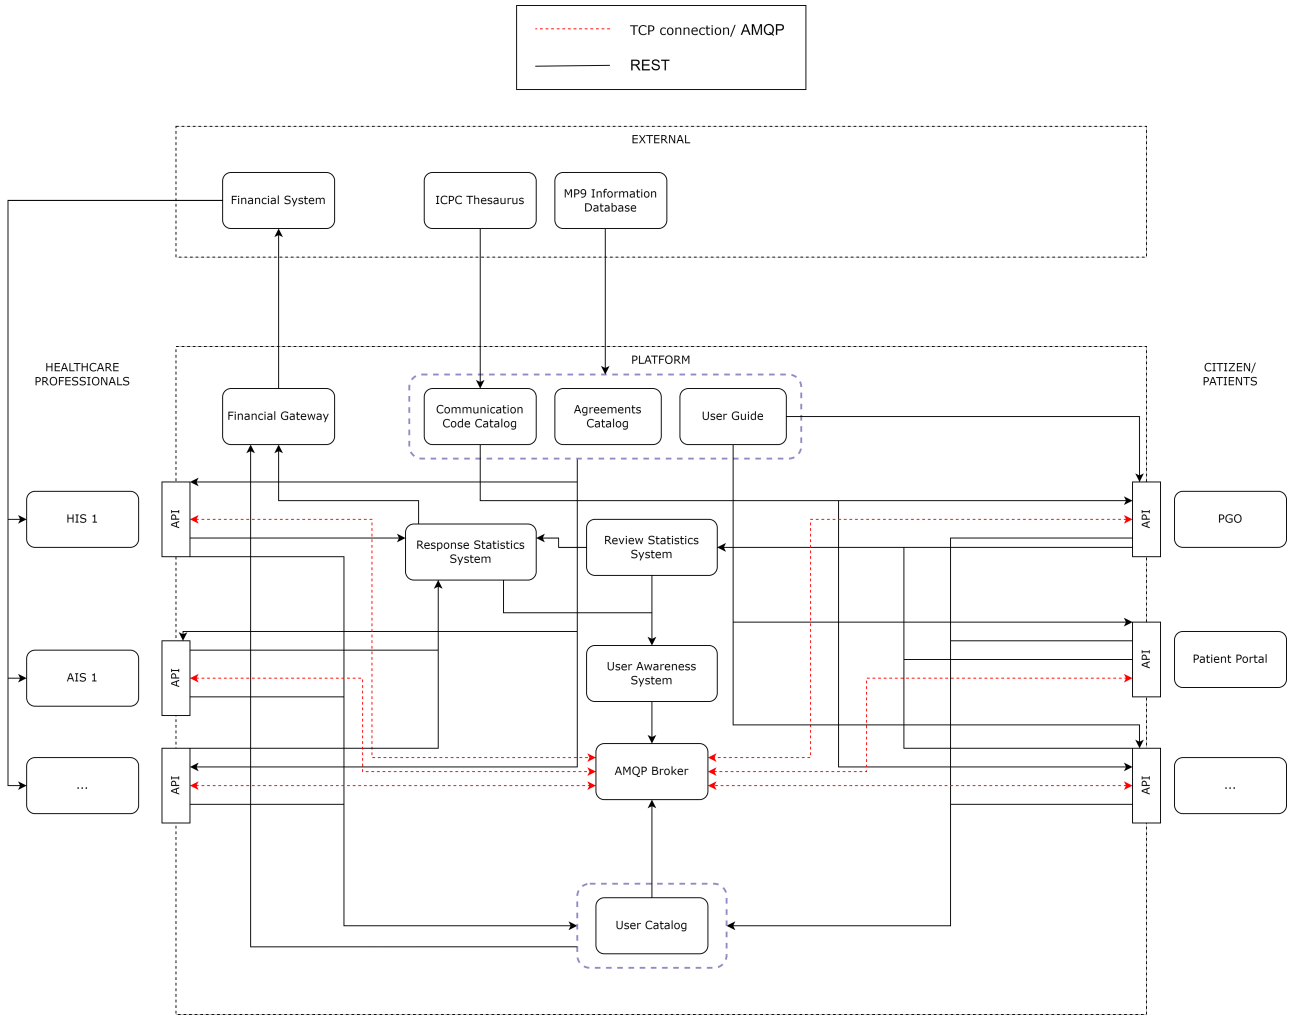 TCP connection/ AMQP
REST
EXTERNAL
Financial System
ICPC Thesaurus
MP9 Information
Database
HEALTHCARE
PROFESSIONALS
PLATFORM
CITIZEN/
PATIENTS
Financial Gateway
Communication
Code Catalog
Agreements
Catalog
User Guide
HIS 1
API
Response Statistics
System
Review Statistics
System
API
PGO
AIS 1
API
User Awareness
System
API
Patient Portal
...
API
AMQP Broker
API
...
User Catalog